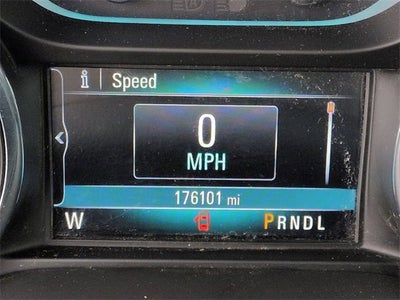 i Speed
0
MPH
176101 mi
W PRNDL